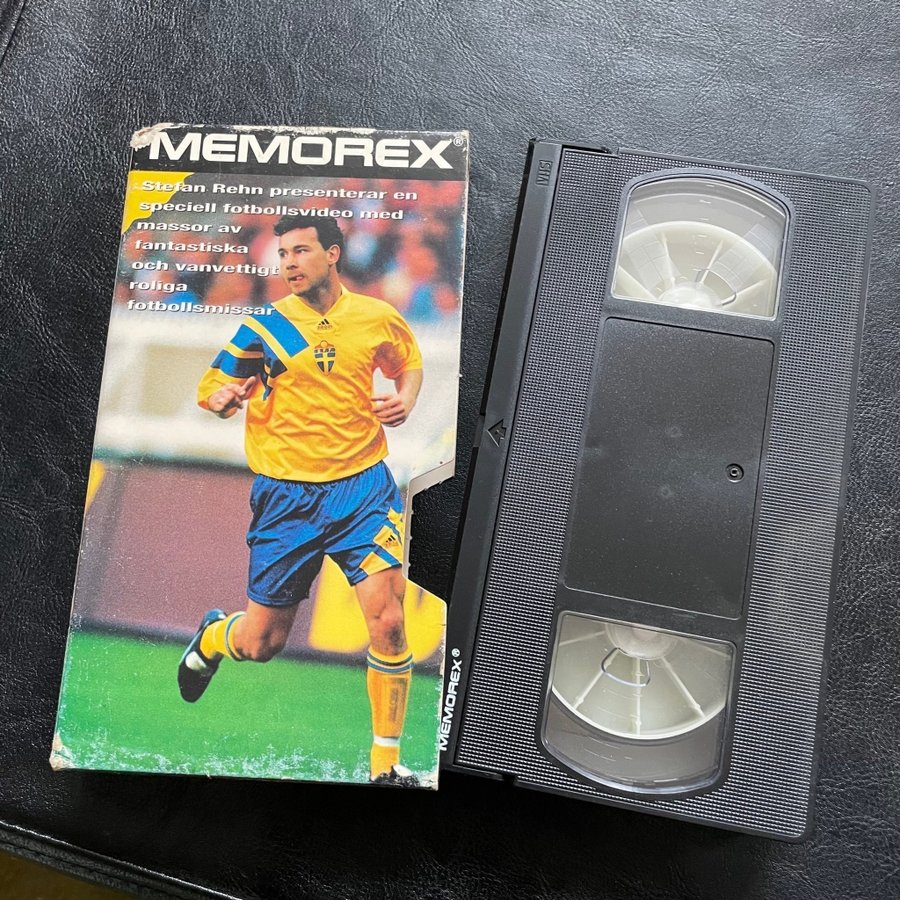 MEMOREX®
Stefan Rehn presenterar en
speciell fotbollsvideo med
massor av
fantastiska
och vanvettigt
roliga
fotbollsmissar
VHS
MEMOREX®